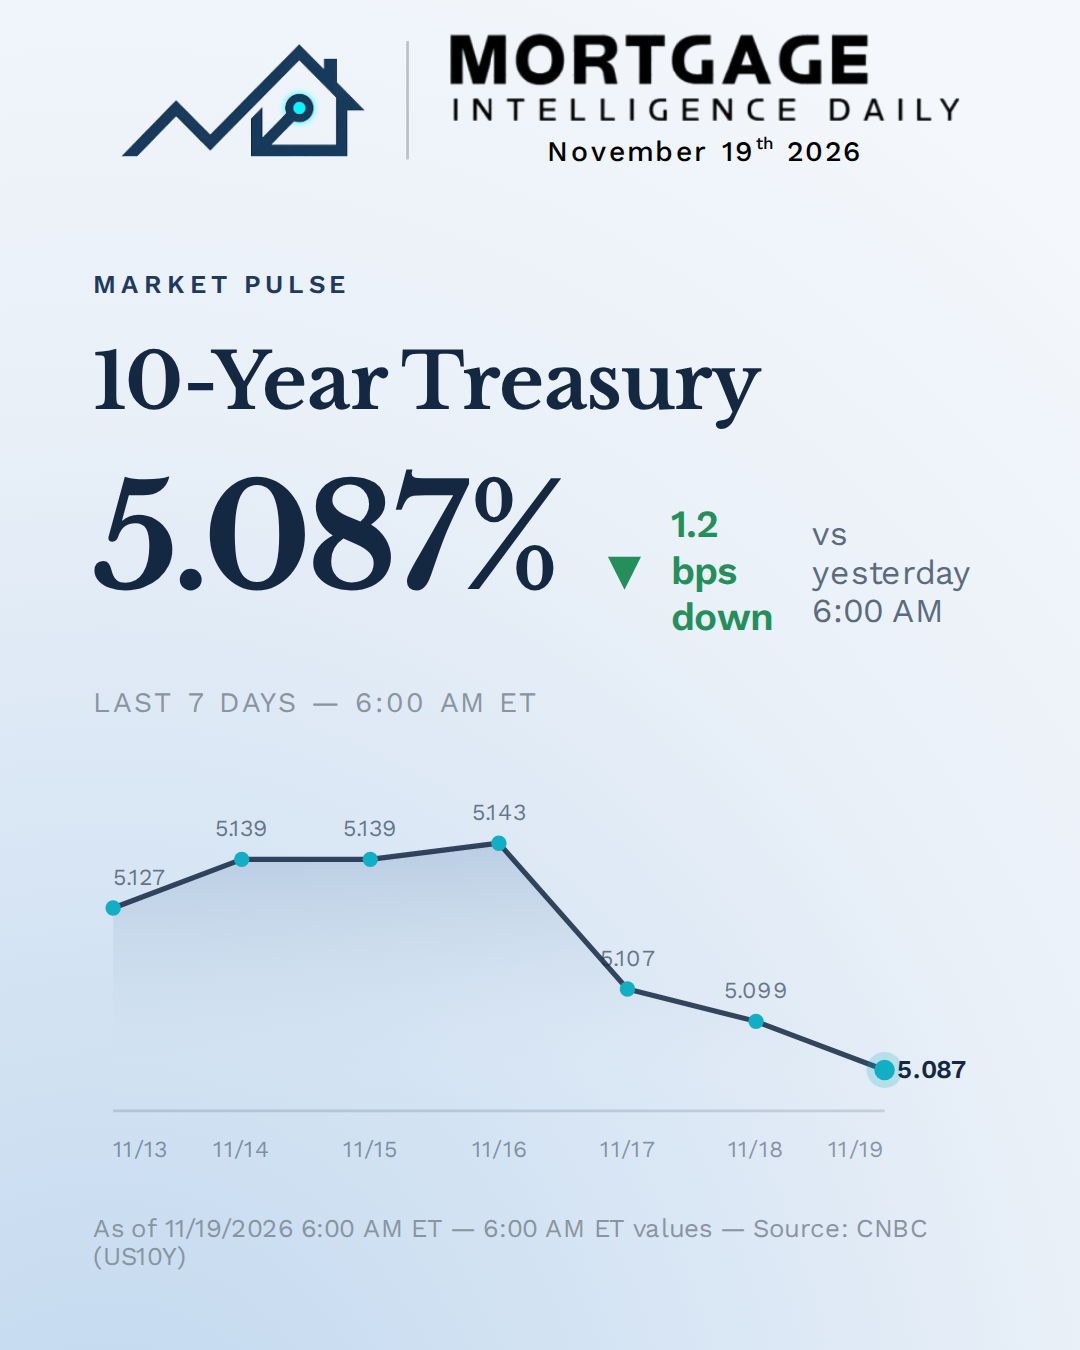 MORTGAGE
INTELLIGENCE DAILY
November 19th 2026
MARKET PULSE
10-Year Treasury
5.087%
▼ 1.2
bps
down
vs
yesterday
6:00 AM
LAST 7 DAYS — 6:00 AM ET
5.127
5.139
5.139
5.143
5.107
5.099
5.087
11/13 11/14 11/15 11/16 11/17 11/18 11/19
As of 11/19/2026 6:00 AM ET — 6:00 AM ET values — Source: CNBC
(US10Y)